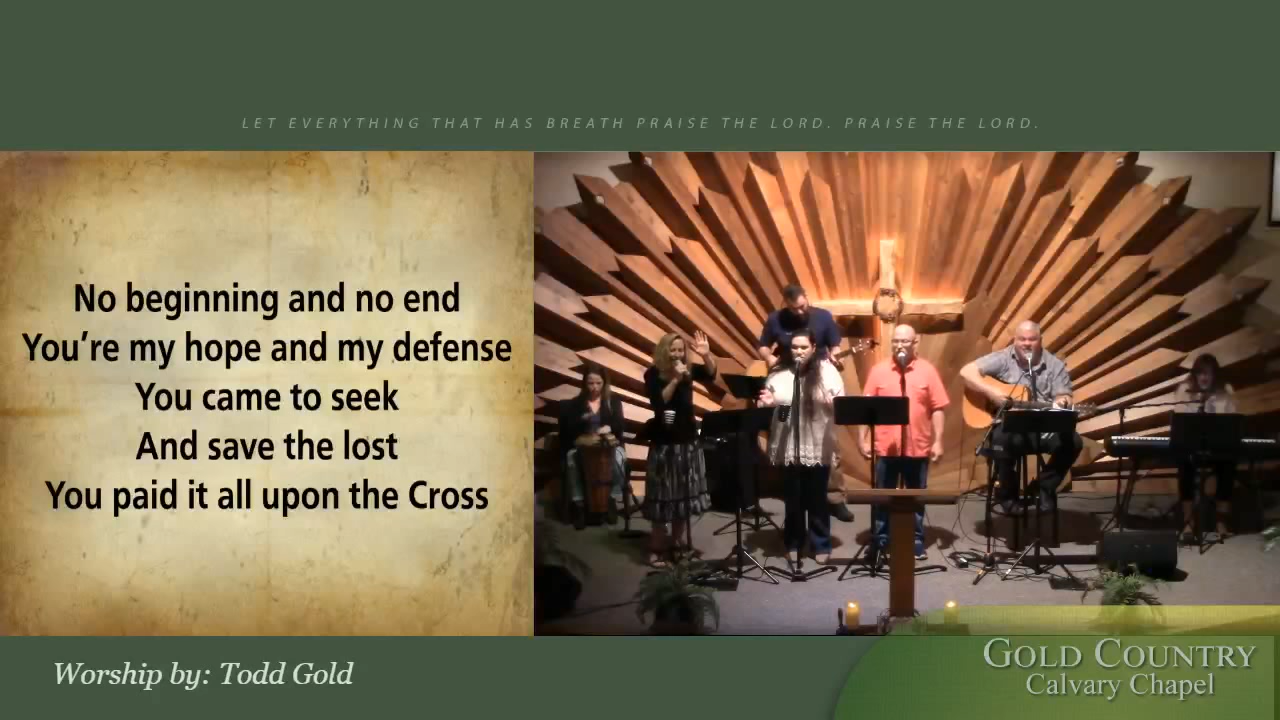 LET EVERYTHING THAT HAS BREATH PRAISE THE LORD. PRAISE THE LORD.
No beginning and no end
You're my hope and my defense
You came to seek
And save the lost
You paid it all upon the Cross
Worship by: Todd Gold
GOLD COUNTRY
Calvary Chapel